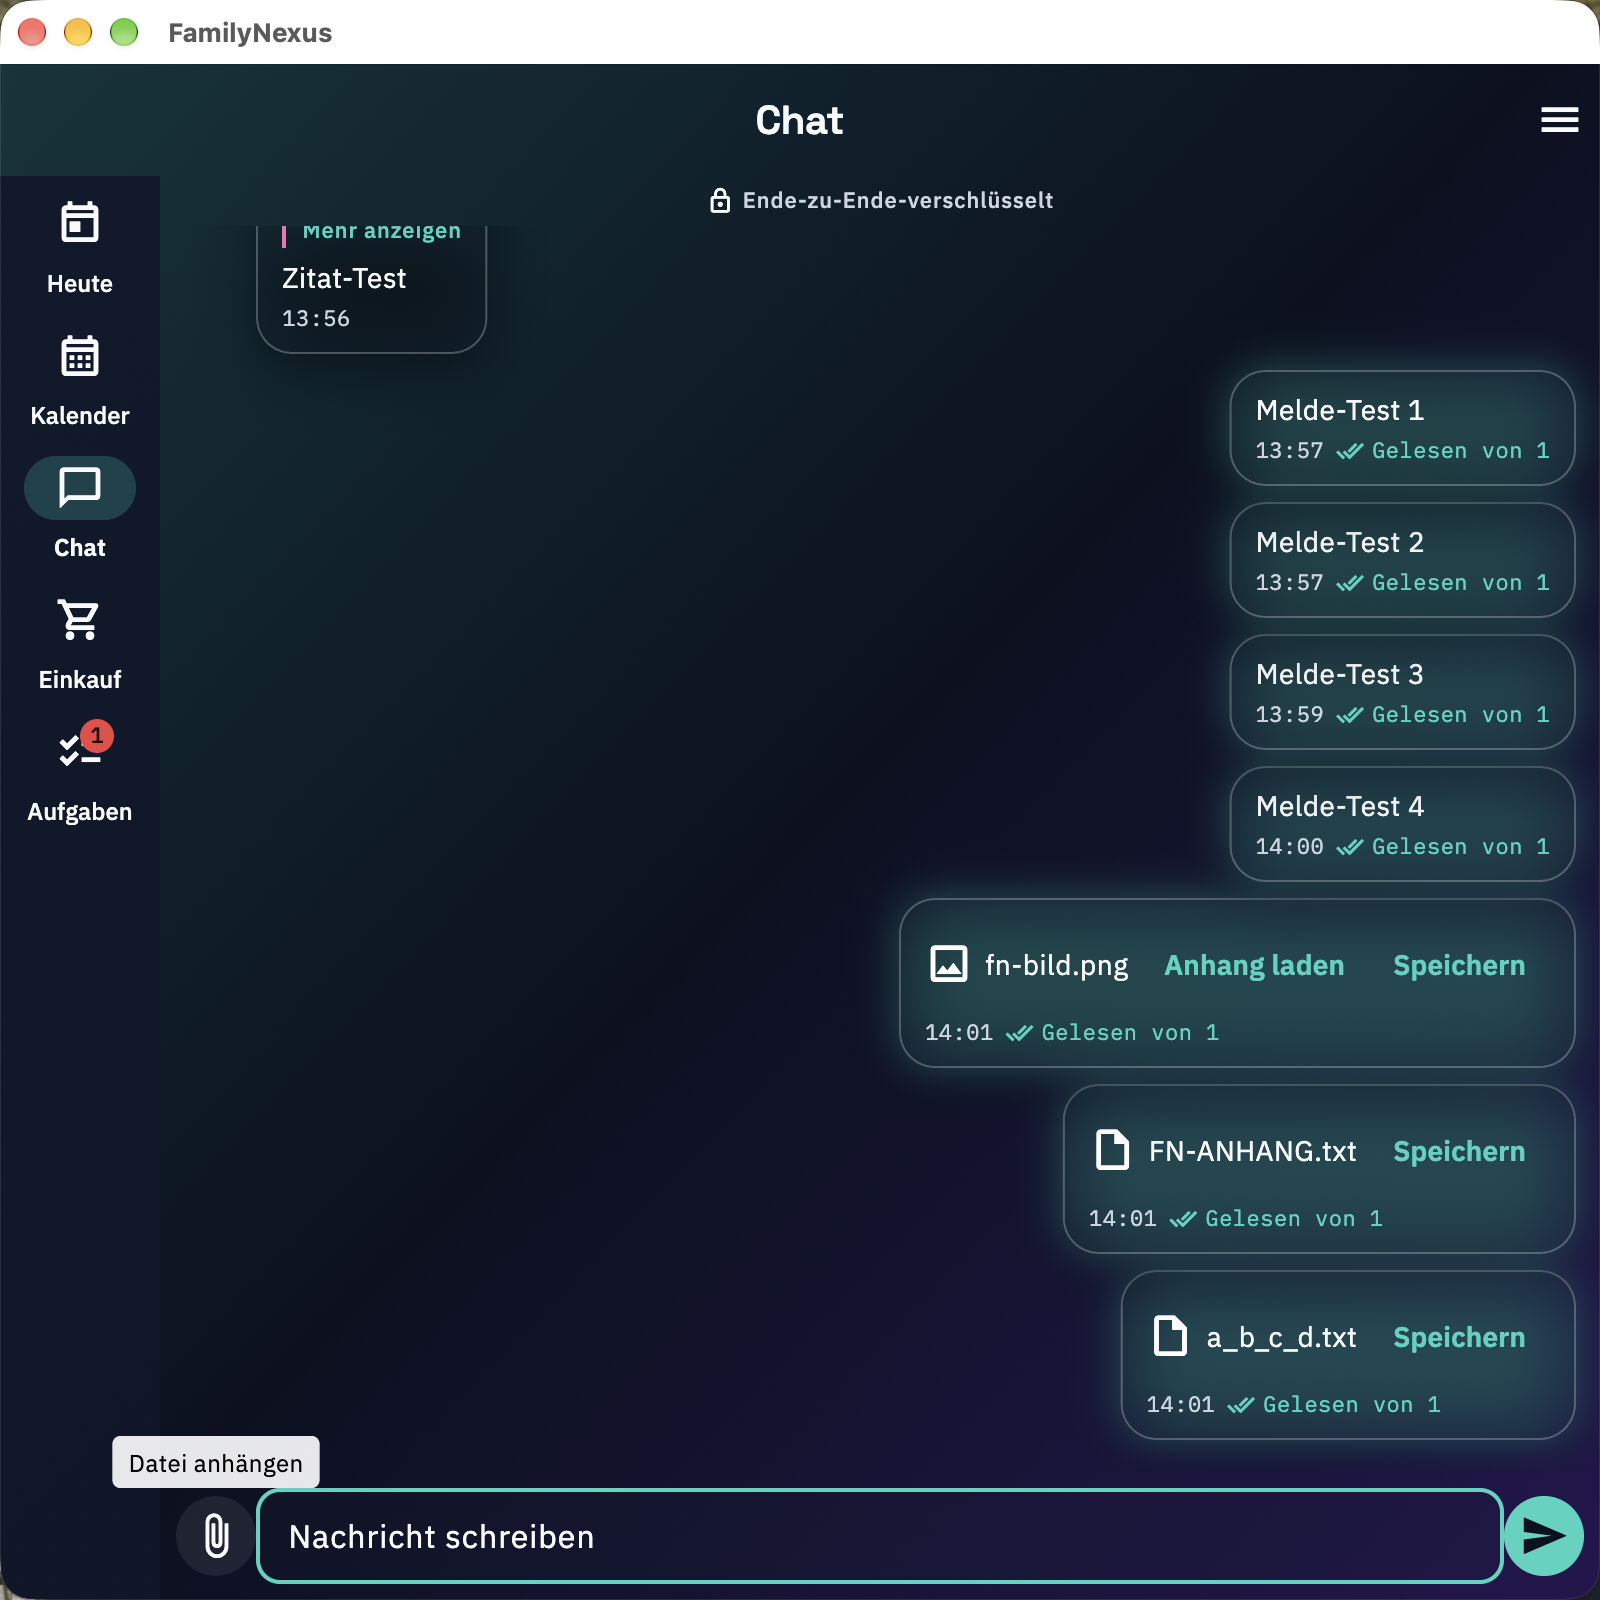 FamilyNexus
Chat
Ende-zu-Ende-verschlüsselt
Heute
Kalender
Chat
Einkauf
1
Aufgaben
Mehr anzeigen
Zitat-Test
13:56
Melde-Test 1
13:57 Gelesen von 1
Melde-Test 2
13:57 Gelesen von 1
Melde-Test 3
13:59 Gelesen von 1
Melde-Test 4
14:00 Gelesen von 1
fn-bild.png Anhang laden Speichern
14:01 Gelesen von 1
FN-ANHANG.txt Speichern
14:01 Gelesen von 1
a_b_c_d.txt Speichern
14:01 Gelesen von 1
Datei anhängen
Nachricht schreiben